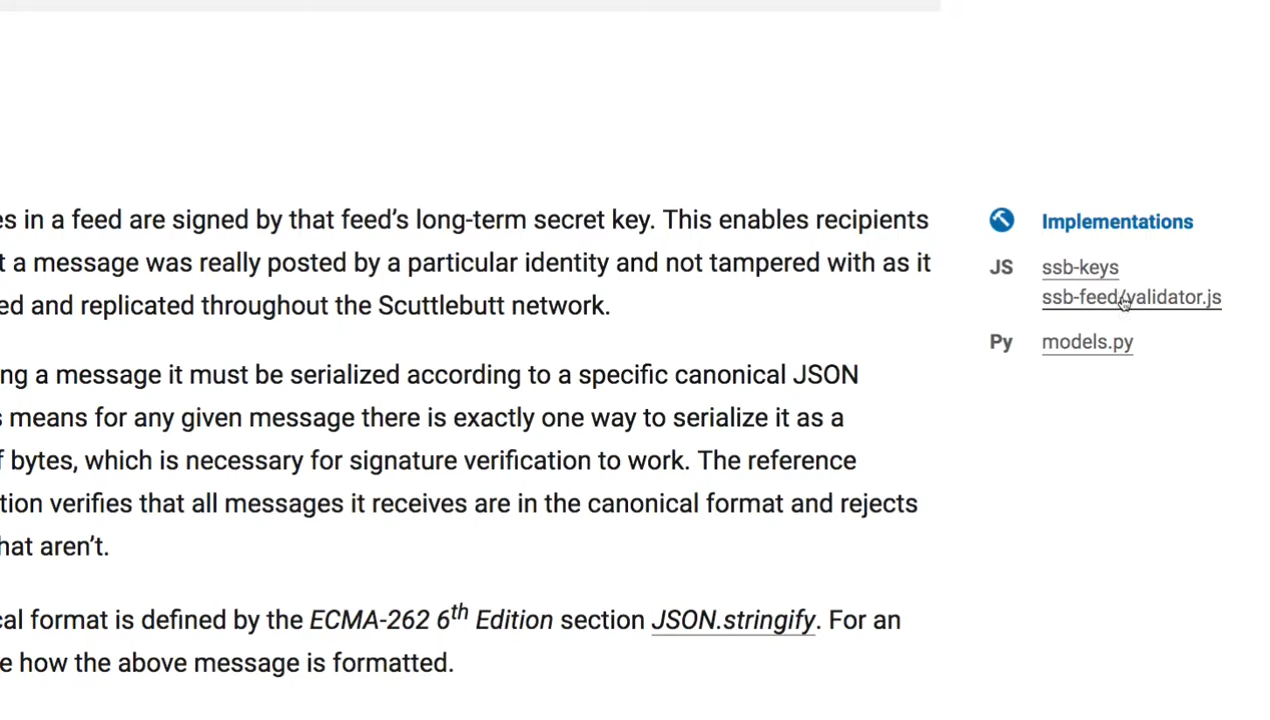 es in a feed are signed by that feed’s long-term secret key. This enables recipients
t a message was really posted by a particular identity and not tampered with as it
ed and replicated throughout the Scuttlebutt network.
ng a message it must be serialized according to a specific canonical JSON
s means for any given message there is exactly one way to serialize it as a
f bytes, which is necessary for signature verification to work. The reference
tion verifies that all messages it receives are in the canonical format and rejects
hat aren’t.
cal format is defined by the ECMA-262 6th Edition section JSON.stringify. For an
e how the above message is formatted.
Implementations
JS ssb-keys
ssb-feed/validator.js
Py models.py